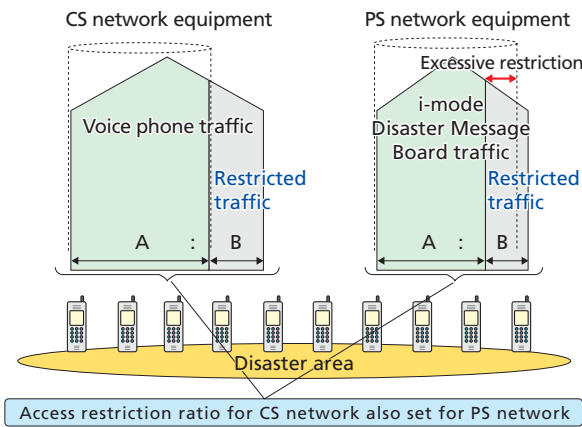 CS network equipment
Voice phone traffic
Restricted
traffic
A : B
PS network equipment
Excessive restriction
i-mode
Disaster Message
Board traffic
Restricted
traffic
A : B
Disaster area
Access restriction ratio for CS network also set for PS network